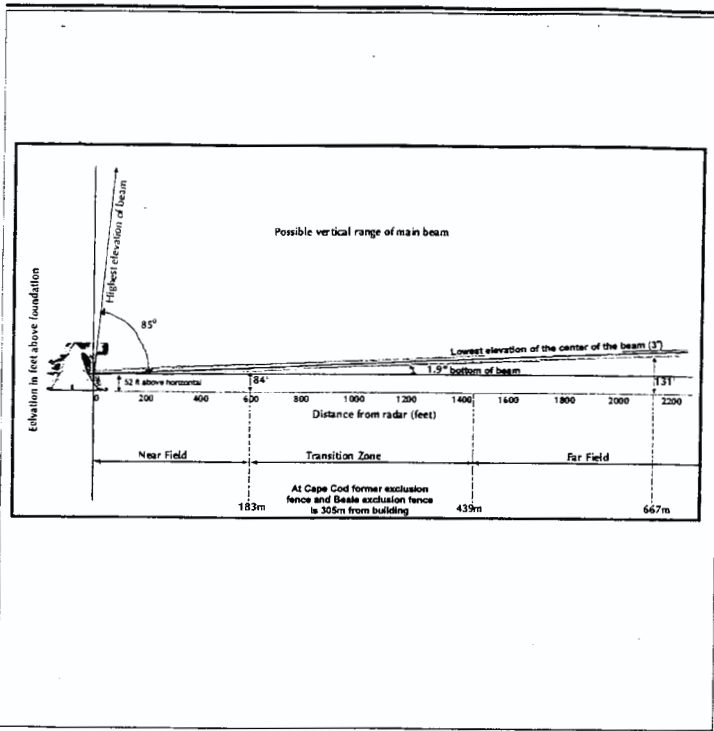 Highest elevation of beam
Possible vertical range of main beam
Eelvation in feet above foundation
85°
Lowest elevation of the center of the beam (3°)
1.9° bottom of beam
52 ft above horizontal
84'
131'
0 200 400 600 800 1000 1200 1400 1600 1800 2000 2200
Distance from radar (feet)
Near Field Transition Zone Far Field
At Cape Cod former exclusion
fence and Beale exclusion fence
is 305m from building
183m 439m 667m